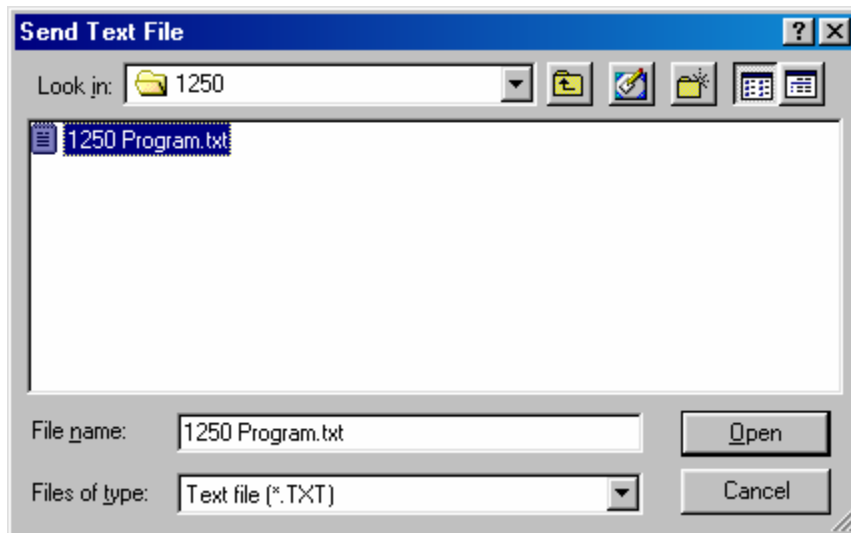 Send Text File
Look in: 1250
1250 Program.txt
File name: 1250 Program.txt Open
Files of type: Text file (*.TXT) Cancel